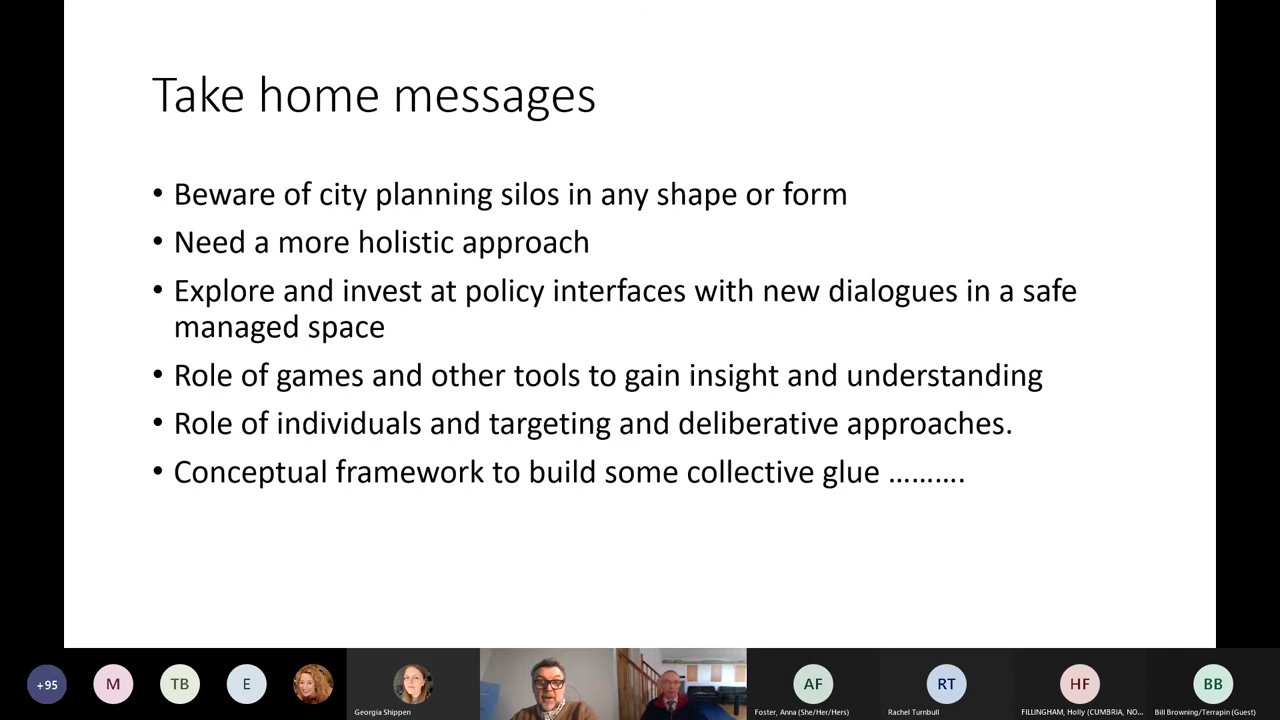 Take home messages
• Beware of city planning silos in any shape or form
• Need a more holistic approach
• Explore and invest at policy interfaces with new dialogues in a safe
managed space
• Role of games and other tools to gain insight and understanding
• Role of individuals and targeting and deliberative approaches.
• Conceptual framework to build some collective glue ……….
+95 M TB E AF RT HF BB
Georgia Shippen Foster, Anna (She/Her/Hers) Rachel Turnbull FILLINGHAM, Holly (CUMBRIA, NO... Bill Browning/Terrapin (Guest)